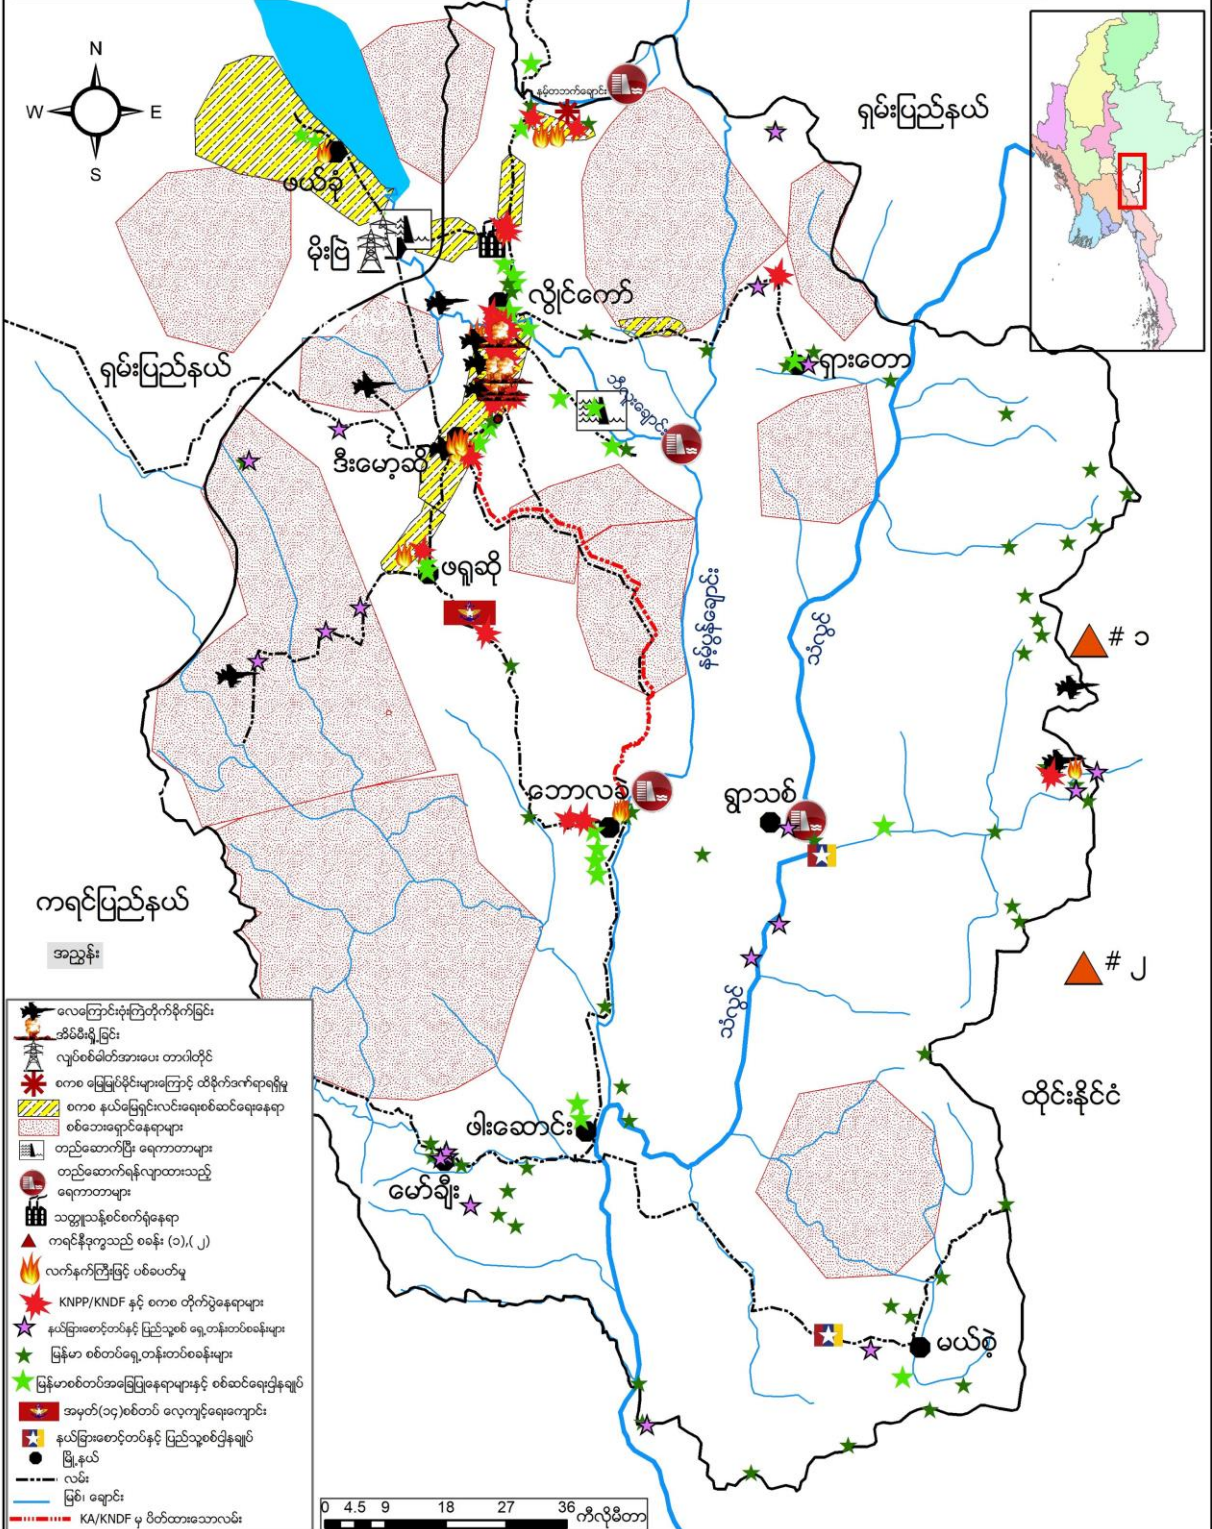 N
W E
S
နမ့်တာဘက်ချောင်း
ရှမ်းပြည်နယ်
ဖယ်ခုံ
မိုးဗြဲ
လွိုင်ကော်
ရှမ်းပြည်နယ်
ရှားတော
ဘီလူးချောင်း
ဒီးမော့ဆို
ဖရူဆို
နမ့်ပွန်ချောင်း
သံလွင်
# ၁
ဘောလခဲ
ရွာသစ်
ကရင်ပြည်နယ်
# ၂
အညွှန်း
သံလွင်
ထိုင်းနိုင်ငံ
ဖါးဆောင်း
မော်ချီး
မယ်စဲ့
လေကြောင်းဗုံးကြဲတိုက်ခိုက်ခြင်း
အိမ်မီးရှို့ခြင်း
လျှပ်စစ်ဓါတ်အားပေး တာဝါတိုင်
စကစ မြေမြှုပ်မိုင်းများကြောင့် ထိခိုက်ဒဏ်ရာရရှိမှု
စကစ နယ်မြေရှင်းလင်းရေးစစ်ဆင်ရေးနေရာ
စစ်ဘေးရှောင်နေရာများ
တည်ဆောက်ပြီး ရေကာတာများ
တည်ဆောက်ရန်လျာထားသည့်
ရေကာတာများ
သတ္တုသန့်စင်စက်ရုံနေရာ
ကရင်နီဒုက္ခသည် စခန်း (၁),(၂)
လက်နက်ကြီးဖြင့် ပစ်ခပတ်မှု
KNPP/KNDF နှင့် စကစ တိုက်ပွဲနေရာများ
နယ်ခြားစောင့်တပ်နှင့် ပြည်သူ့စစ် ရှေ့တန်းတပ်စခန်းများ
မြန်မာ စစ်တပ်ရှေ့တန်းတပ်စခန်းများ
မြန်မာစစ်တပ်အခြေပြုနေရာများနှင့် စစ်ဆင်ရေးဌါနချုပ်
အမှတ်(၁၄)စစ်တပ် လေ့ကျင့်ရေးကျောင်း
နယ်ခြားစောင့်တပ်နှင့် ပြည်သူ့စစ်ဌါနချုပ်
မြို့နယ်
လမ်း
မြစ်၊ ချောင်း
KA/KNDF မှ ပိတ်ထားသောလမ်း
0 4.5 9 18 27 36
ကီလိုမီတာ